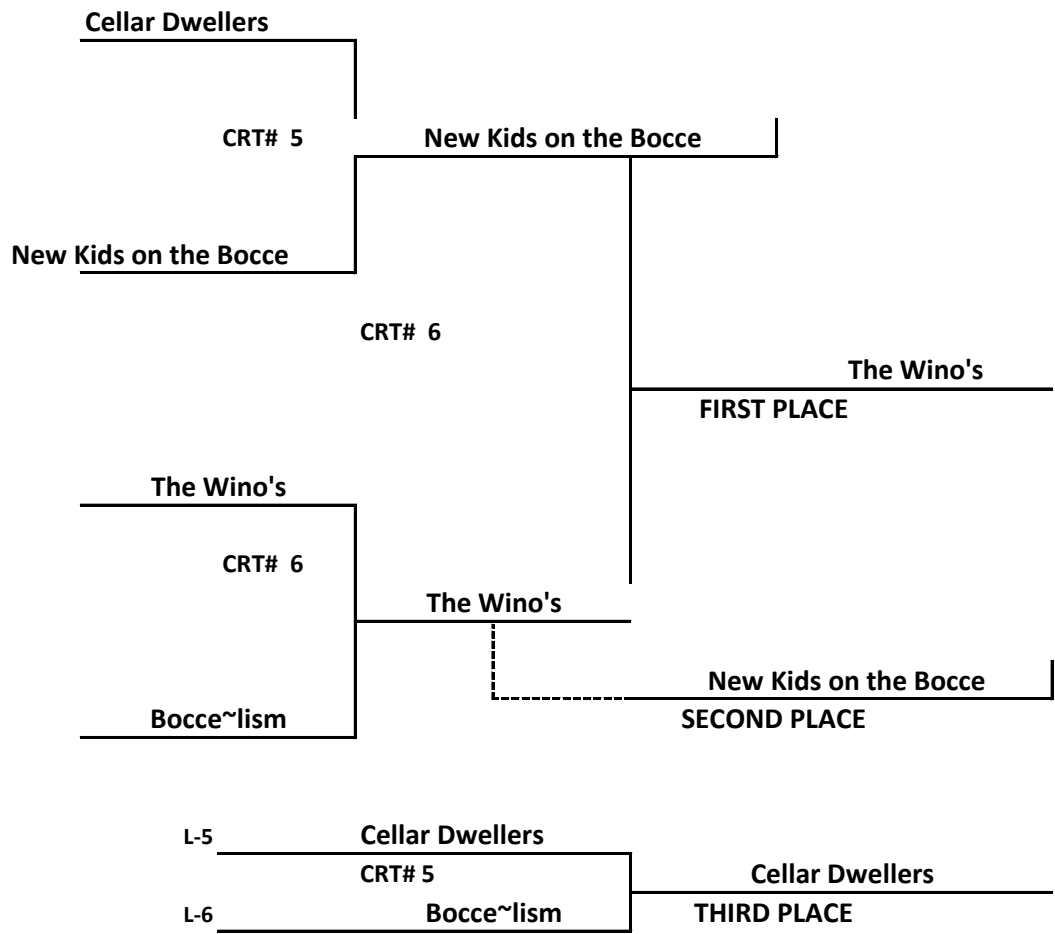 Cellar Dwellers
CRT# 5
New Kids on the Bocce
New Kids on the Bocce
CRT# 6
The Wino's
FIRST PLACE
The Wino's
CRT# 6
The Wino's
New Kids on the Bocce
Bocce~lism
SECOND PLACE
L-5
Cellar Dwellers
CRT# 5
Cellar Dwellers
L-6
Bocce~lism
THIRD PLACE